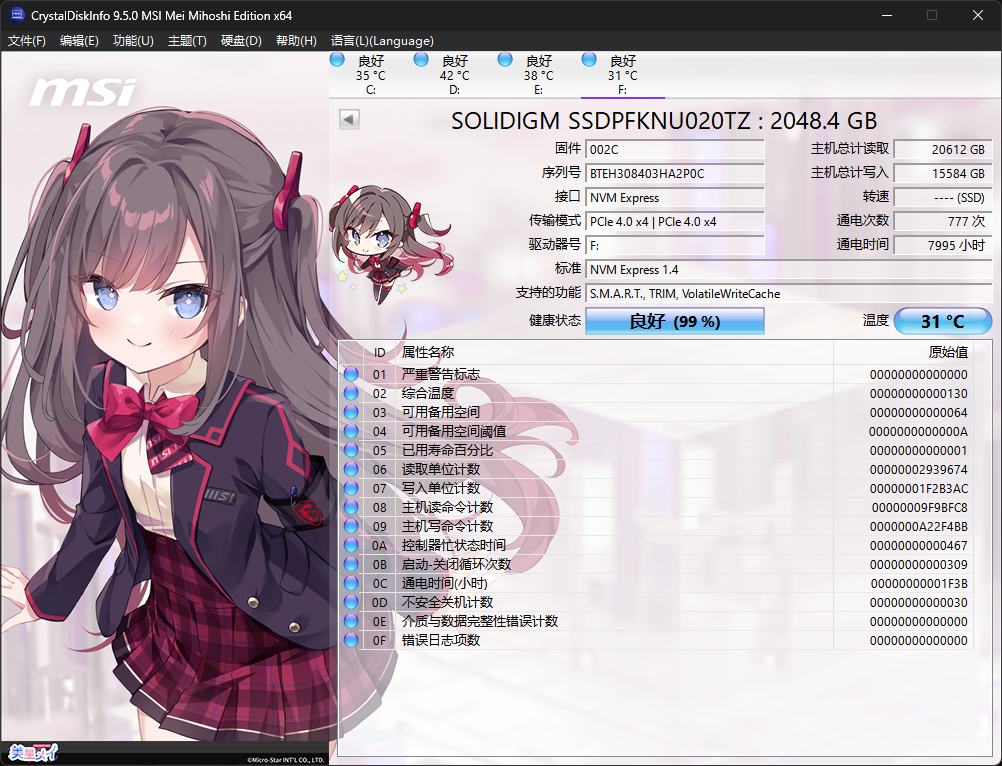 CrystalDiskInfo 9.5.0 MSI Mei Mihoshi Edition x64
文件(F) 编辑(E) 功能(U) 主题(T) 硬盘(D) 帮助(H) 语言(L)(Language)
良好 良好 良好 良好
35 °C 42 °C 38 °C 31 °C
C: D: E: F:
msi
SOLIDIGM SSDPFKNU020TZ : 2048.4 GB
固件 002C 主机总计读取 20612 GB
序列号 BTEH308403HA2P0C 主机总计写入 15584 GB
接口 NVM Express 转速 ---- (SSD)
传输模式 PCIe 4.0 x4 | PCIe 4.0 x4 通电次数 777 次
驱动器号 F: 通电时间 7995 小时
标准 NVM Express 1.4
支持的功能 S.M.A.R.T., TRIM, VolatileWriteCache
健康状态 良好 (99 %) 温度 31 °C
ID 属性名称 原始值
01 严重警告标志 00000000000000
02 综合温度 00000000000130
03 可用备用空间 00000000000064
04 可用备用空间阈值 0000000000000A
05 已用寿命百分比 00000000000001
06 读取单位计数 00000002939674
07 写入单位计数 00000001F2B3AC
08 主机读命令计数 00000009F9BFC8
09 主机写命令计数 0000000A22F4BB
0A 控制器忙状态时间 00000000000467
0B 启动-关闭循环次数 00000000000309
0C 通电时间(小时) 00000000001F3B
0D 不安全关机计数 00000000000030
0E 介质与数据完整性错误计数 00000000000000
0F 错误日志项数 00000000000000
msi
msi
msi
美星メイ
©Micro-Star INT'L CO., LTD.